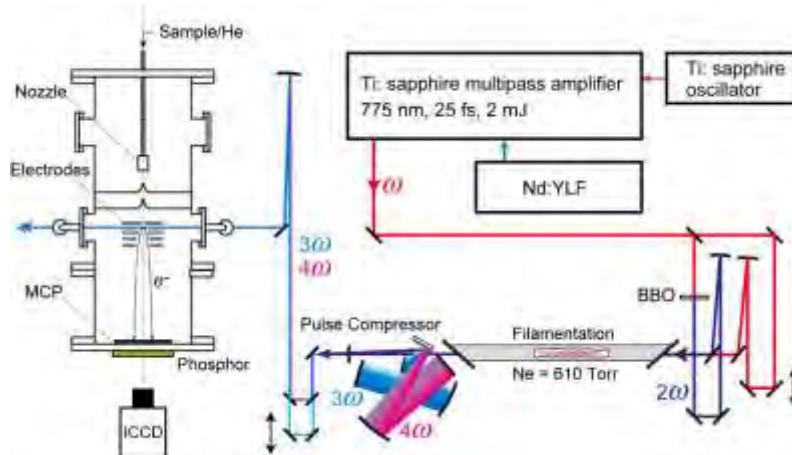 Sample/He
Nozzle
Electrodes
e⁻
MCP
Phosphor
ICCD
Ti: sapphire multipass amplifier
775 nm, 25 fs, 2 mJ
Ti: sapphire
oscillator
Nd:YLF
ω
3ω
4ω
BBO
2ω
Pulse Compressor
Filamentation
Ne = 610 Torr
3ω
4ω